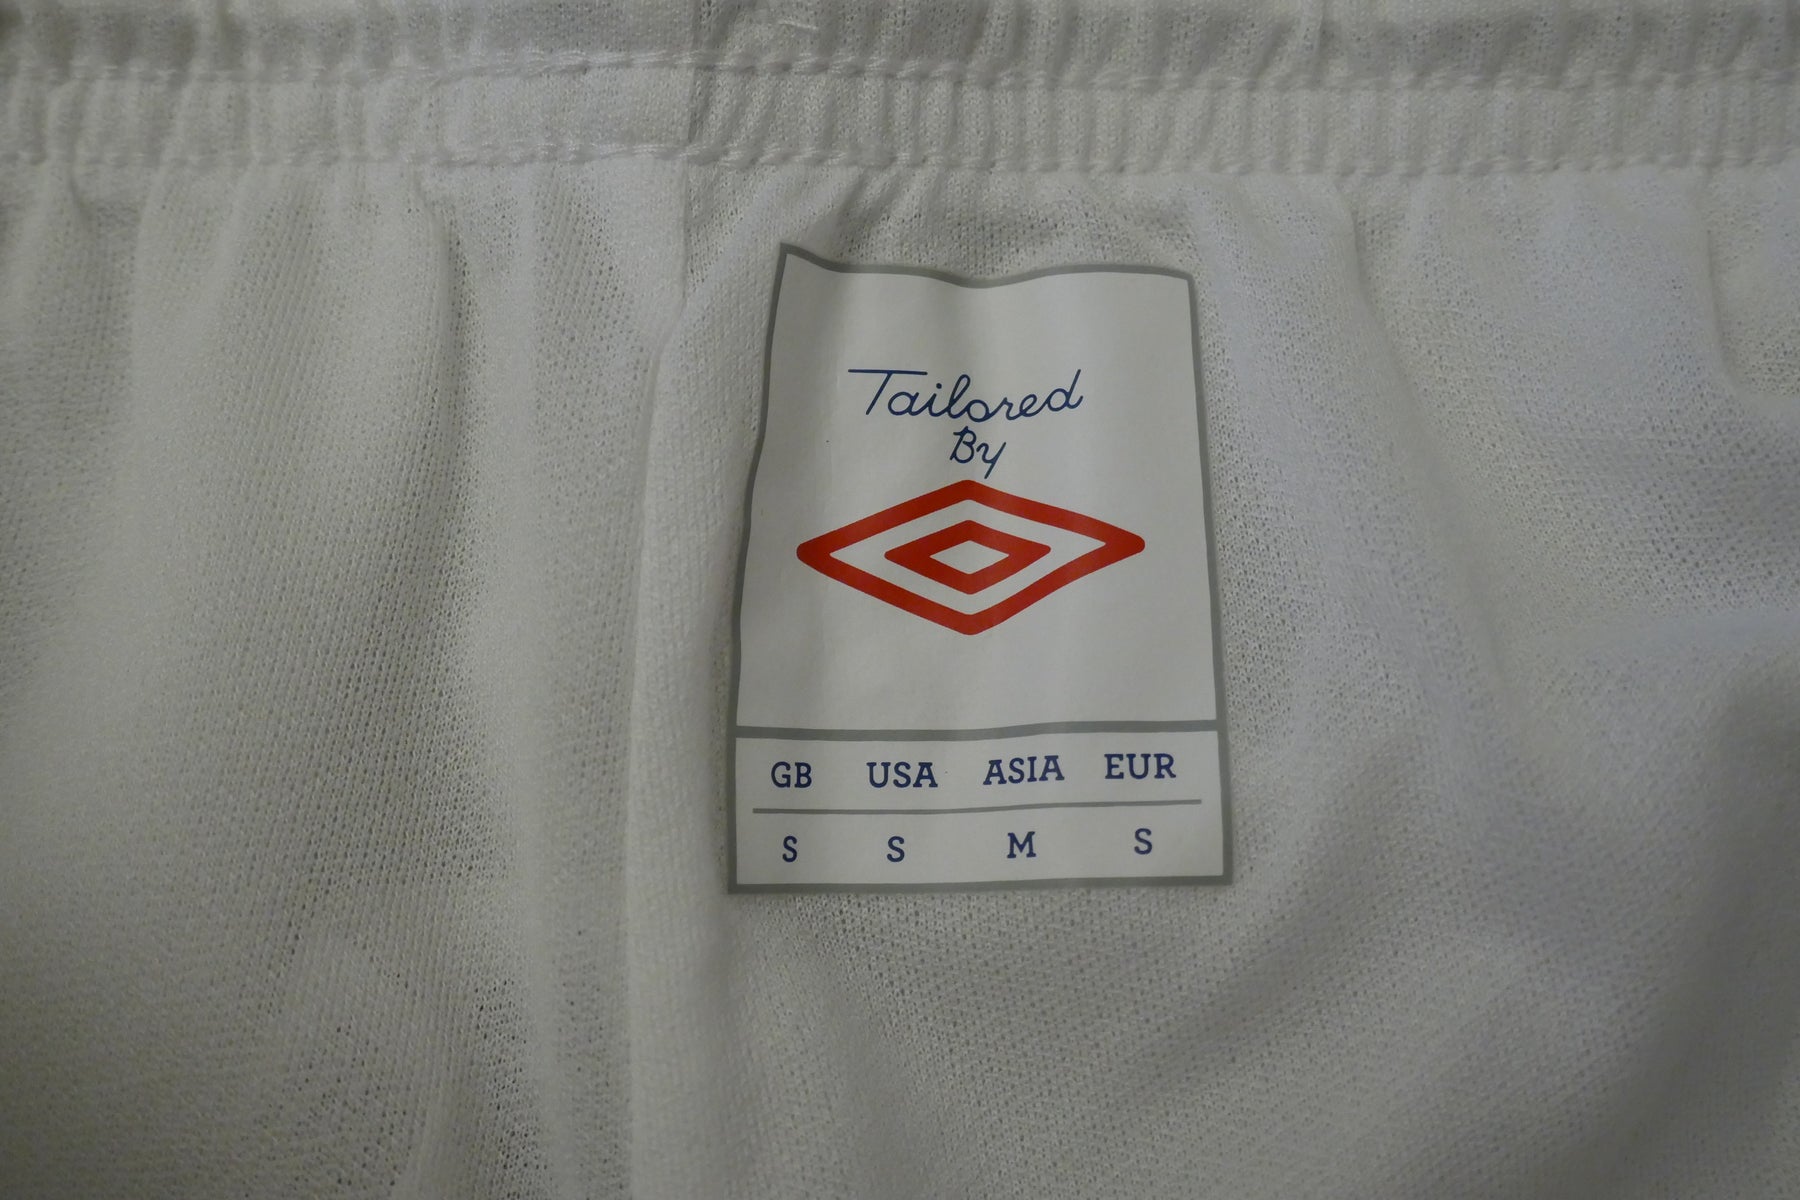 Tailored
By
GB USA ASIA EUR
S S M S